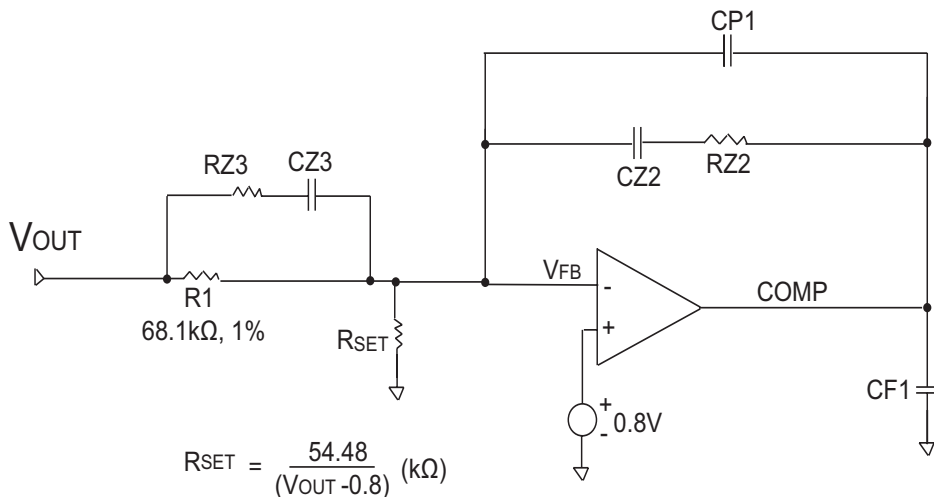 CP1
CZ2
RZ2
RZ3
CZ3
VOUT
R1
68.1kΩ, 1%
RSET
VFB
-
+
COMP
+
-
0.8V
CF1
RSET = 54.48 / (VOUT -0.8) (kΩ)